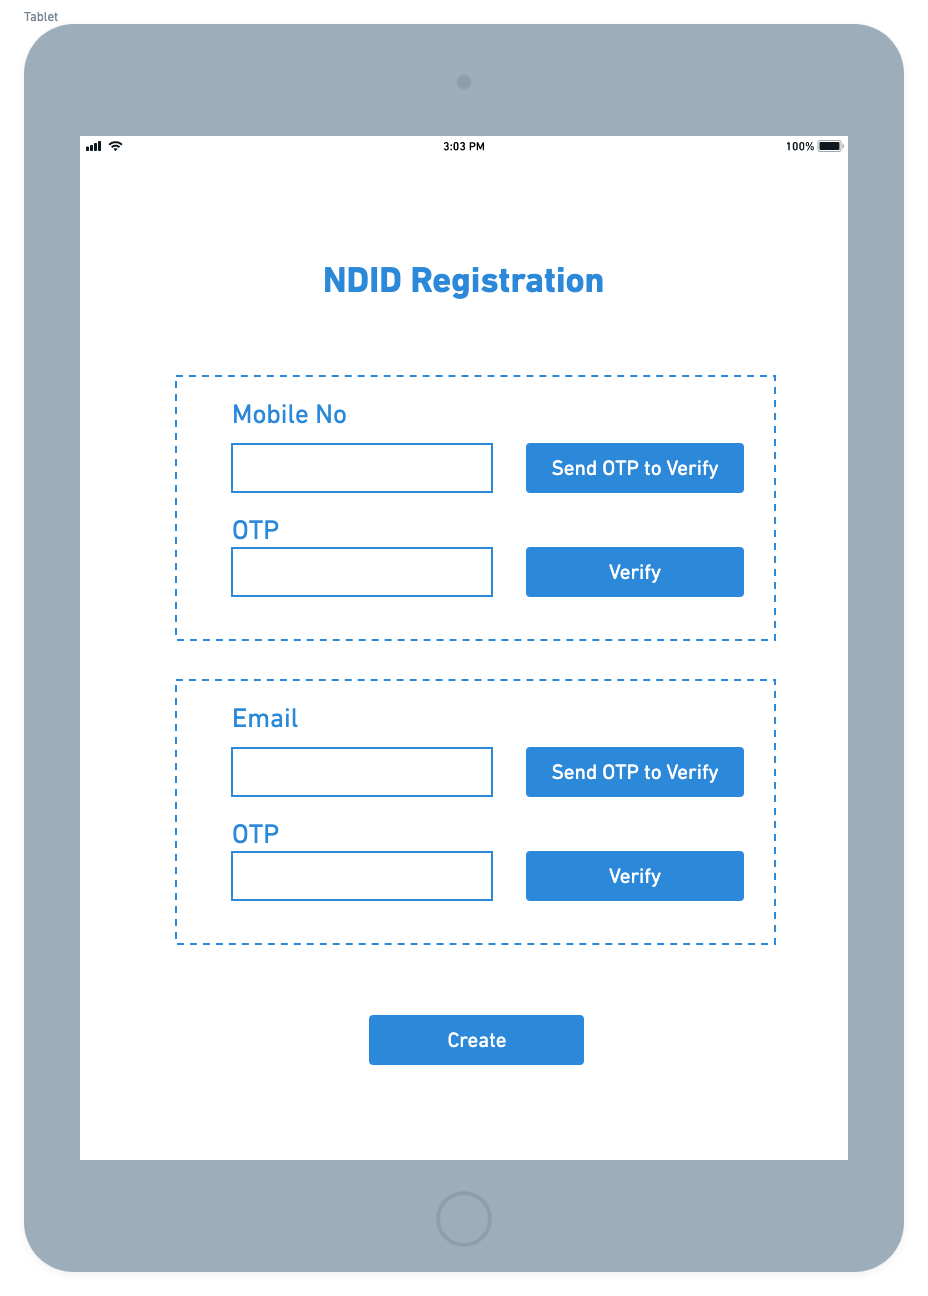 Tablet
3:03 PM
100%
NDID Registration
Mobile No
Send OTP to Verify
OTP
Verify
Email
Send OTP to Verify
OTP
Verify
Create